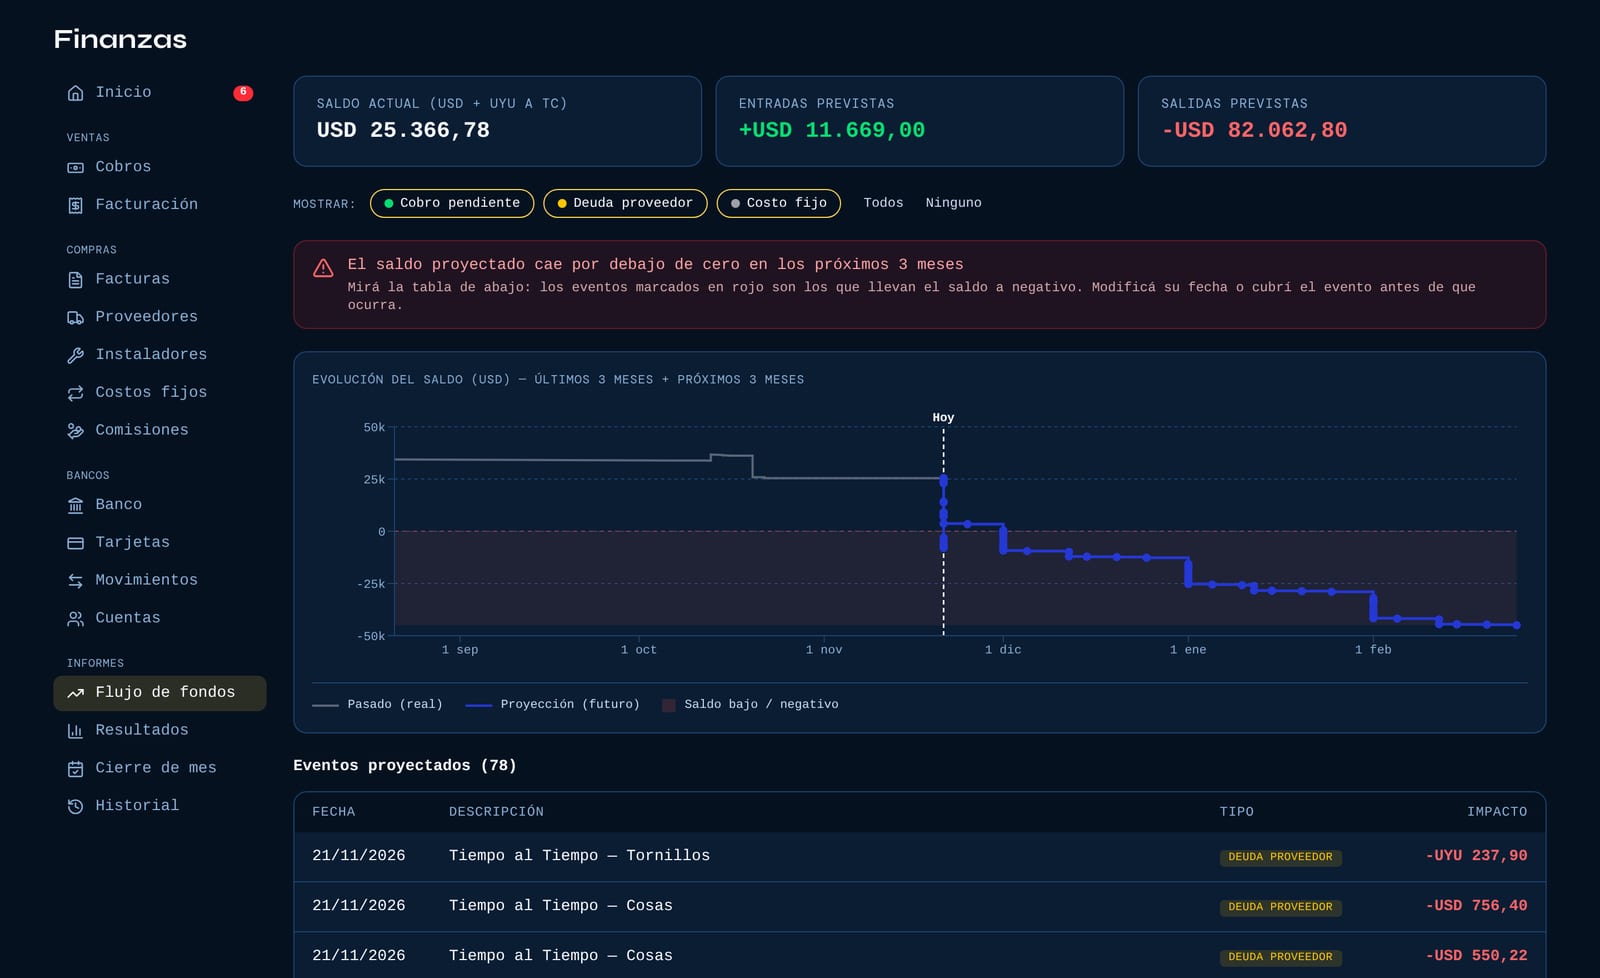 Finanzas
Inicio
6
VENTAS
Cobros
Facturación
COMPRAS
Facturas
Proveedores
Instaladores
Costos fijos
Comisiones
BANCOS
Banco
Tarjetas
Movimientos
Cuentas
INFORMES
Flujo de fondos
Resultados
Cierre de mes
Historial
SALDO ACTUAL (USD + UYU A TC)
USD 25.366,78
ENTRADAS PREVISTAS
+USD 11.669,00
SALIDAS PREVISTAS
-USD 82.062,80
MOSTRAR: Cobro pendiente Deuda proveedor Costo fijo Todos Ninguno
El saldo proyectado cae por debajo de cero en los próximos 3 meses
Mirá la tabla de abajo: los eventos marcados en rojo son los que llevan el saldo a negativo. Modificá su fecha o cubrí el evento antes de que
ocurra.
EVOLUCIÓN DEL SALDO (USD) — ÚLTIMOS 3 MESES + PRÓXIMOS 3 MESES
Hoy
50k
25k
0
-25k
-50k
1 sep 1 oct 1 nov 1 dic 1 ene 1 feb
Pasado (real) Proyección (futuro) Saldo bajo / negativo
Eventos proyectados (78)
FECHA DESCRIPCIÓN TIPO IMPACTO
21/11/2026 Tiempo al Tiempo — Tornillos DEUDA PROVEEDOR -UYU 237,90
21/11/2026 Tiempo al Tiempo — Cosas DEUDA PROVEEDOR -USD 756,40
21/11/2026 Tiempo al Tiempo — Cosas DEUDA PROVEEDOR -USD 550,22